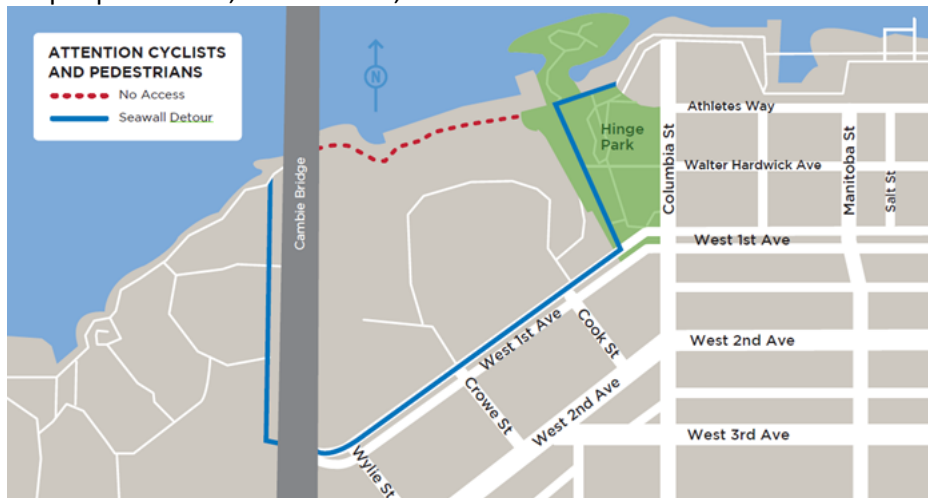 ATTENTION CYCLISTS
AND PEDESTRIANS
No Access
Seawall Detour
N
Cambie Bridge
Hinge
Park
Columbia St
Athletes Way
Walter Hardwick Ave
Manitoba St
Salt St
West 1st Ave
West 1st Ave
Cook St
Crowe St
West 2nd Ave
West 2nd Ave
West 3rd Ave
Wylie St